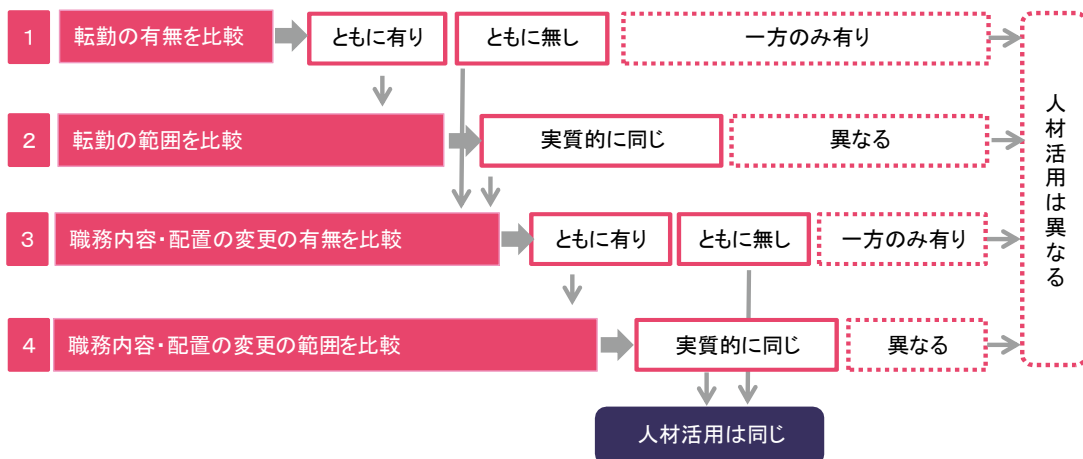 1 転勤の有無を比較 ともに有り ともに無し 一方のみ有り
2 転勤の範囲を比較 実質的に同じ 異なる
3 職務内容・配置の変更の有無を比較 ともに有り ともに無し 一方のみ有り
4 職務内容・配置の変更の範囲を比較 実質的に同じ 異なる
人材活用は異なる
人材活用は同じ